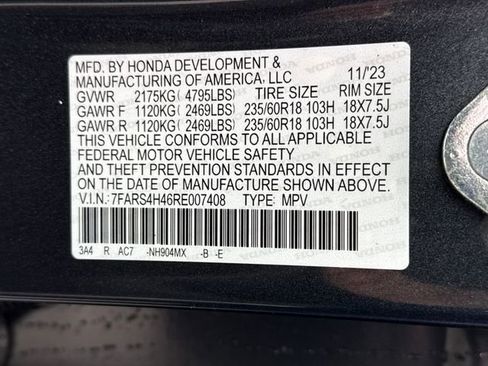 MFD. BY HONDA DEVELOPMENT &
MANUFACTURING OF AMERICA, LLC 11/'23
GVWR 2175KG( 4795LBS) TIRE SIZE RIM SIZE
GAWR F 1120KG( 2469LBS) 235/60R18 103H 18X7.5J
GAWR R 1120KG( 2469LBS) 235/60R18 103H 18X7.5J
THIS VEHICLE CONFORMS TO ALL APPLICABLE
FEDERAL MOTOR VEHICLE SAFETY
AND THEFT PREVENTION STANDARDS IN EFFECT
ON THE DATE OF MANUFACTURE SHOWN ABOVE.
V.I.N.: 7FARS4H46RE007408 TYPE: MPV
3A4 R AC7 -NH904MX -B -E